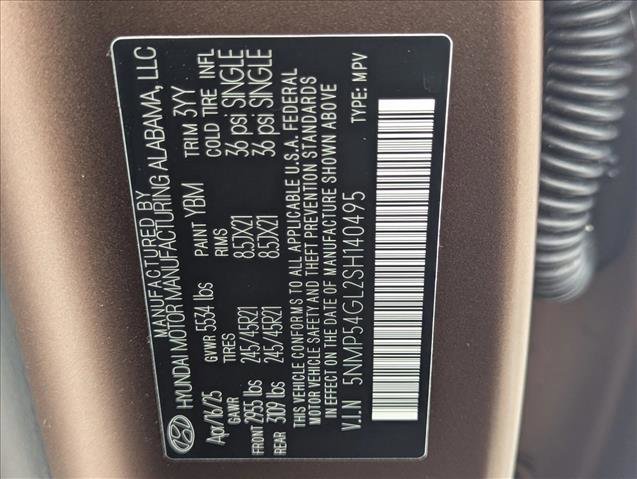 MANUFACTURED BY
HYUNDAI MOTOR MANUFACTURING ALABAMA, LLC
Apr/16/25 GVWR 5534 lbs PAINT YBM TRIM 3YY
GAWR TIRES RIMS COLD TIRE INF
FRONT 2955 lbs 245/45R21 8.5JX21 36 psi SINGLE
REAR 3109 lbs 245/45R21 8.5JX21 36 psi SINGLE
THIS VEHICLE CONFORMS TO ALL APPLICABLE U.S.A. FEDERAL
MOTOR VEHICLE SAFETY AND THEFT PREVENTION STANDARDS
IN EFFECT ON THE DATE OF MANUFACTURE SHOWN ABOVE
V.I.N 5NMP54GL2SH140495 TYPE: MPV